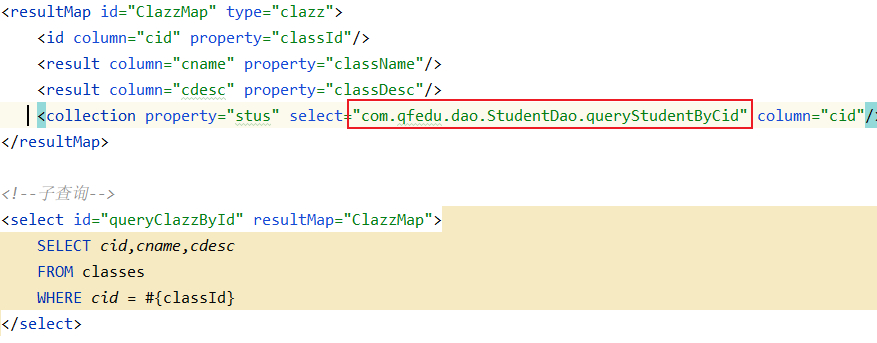 <resultMap id="ClazzMap" type="clazz">
<id column="cid" property="classId"/>
<result column="cname" property="className"/>
<result column="cdesc" property="classDesc"/>
<collection property="stus" select="com.qfedu.dao.StudentDao.queryStudentByCid" column="cid"/>
</resultMap>
<!--子查询-->
<select id="queryClazzById" resultMap="ClazzMap">
SELECT cid,cname,cdesc
FROM classes
WHERE cid = #{classId}
</select>